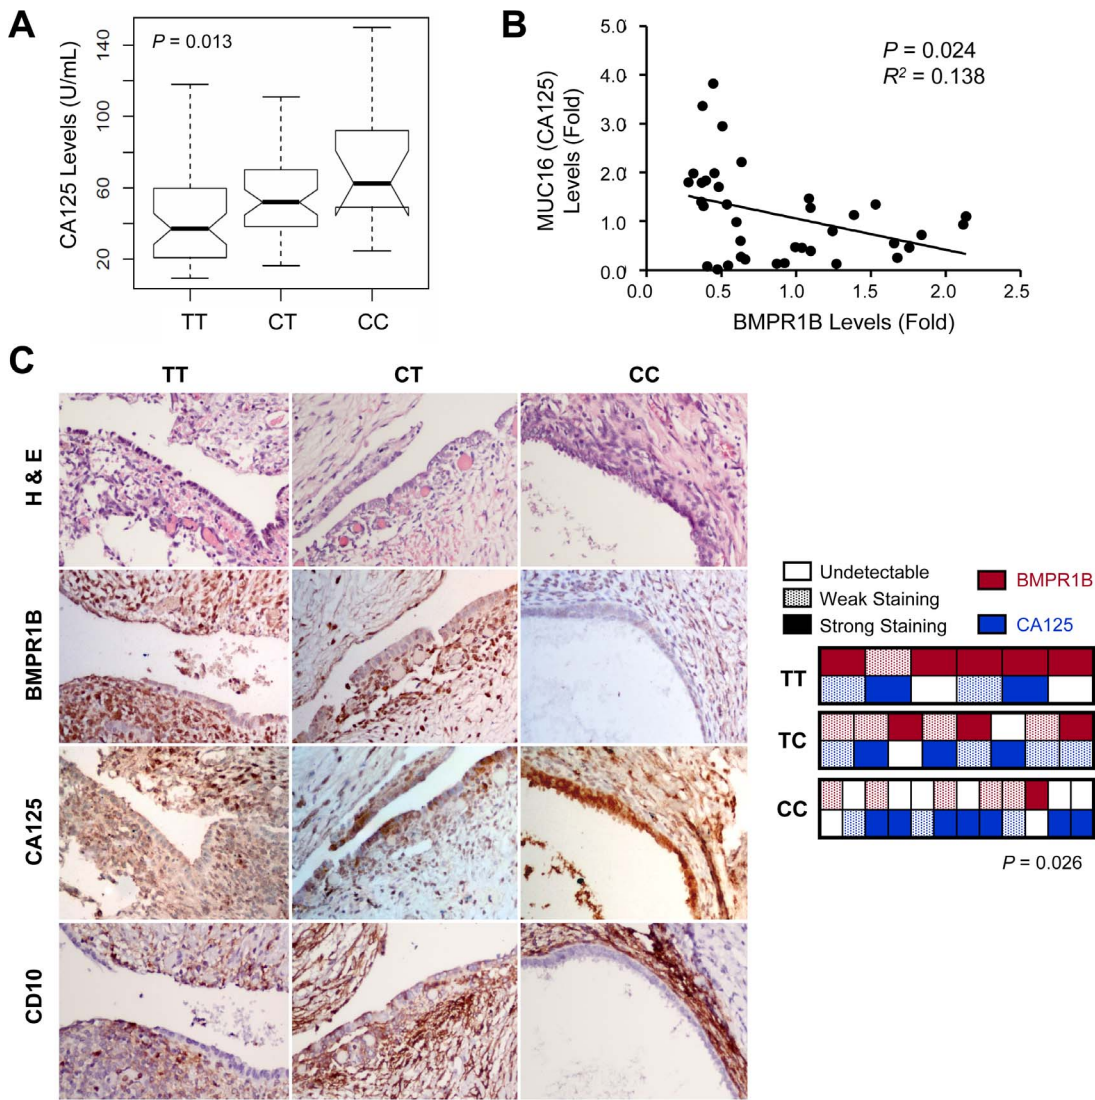 A
P = 0.013
CA125 Levels (U/mL)
140
100
60
20
TT CT CC
B
P = 0.024
R² = 0.138
MUC16 (CA125)
Levels (Fold)
5.0
4.0
3.0
2.0
1.0
0.0
0.0 0.5 1.0 1.5 2.0 2.5
BMPR1B Levels (Fold)
C
TT CT CC
H & E
BMPR1B
CA125
CD10
Undetectable
Weak Staining
Strong Staining
BMPR1B
CA125
TT
TC
CC
P = 0.026